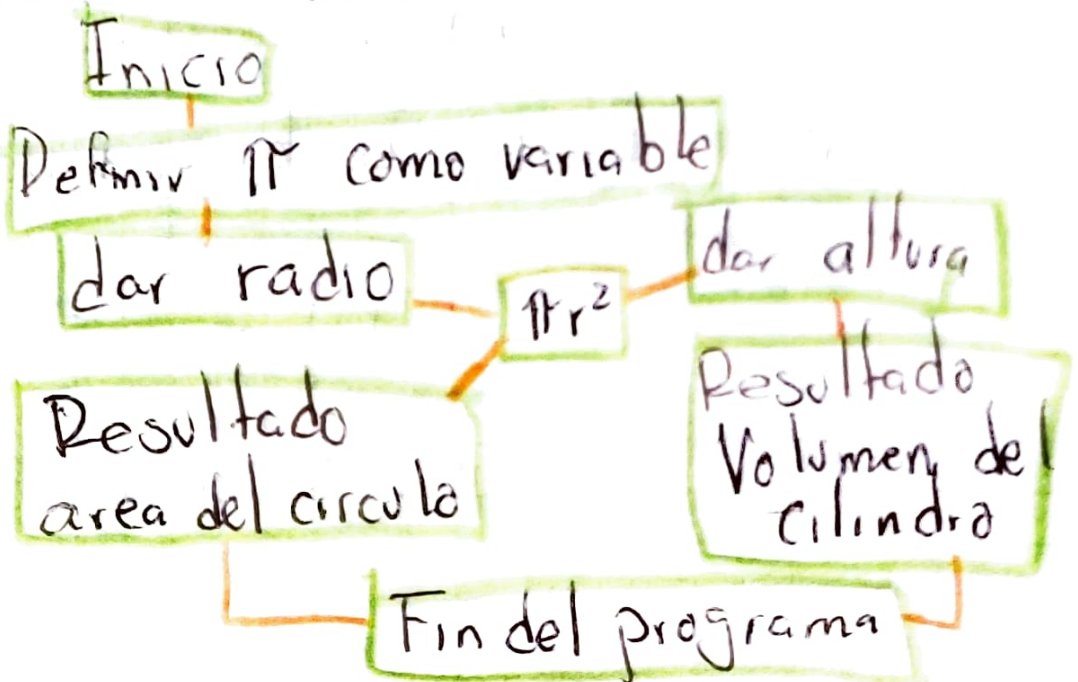 Inicio
Definir π como variable
dar radio
πr²
dar altura
Resultado
area del circulo
Resultado
Volumen del
Cilindro
Fin del programa